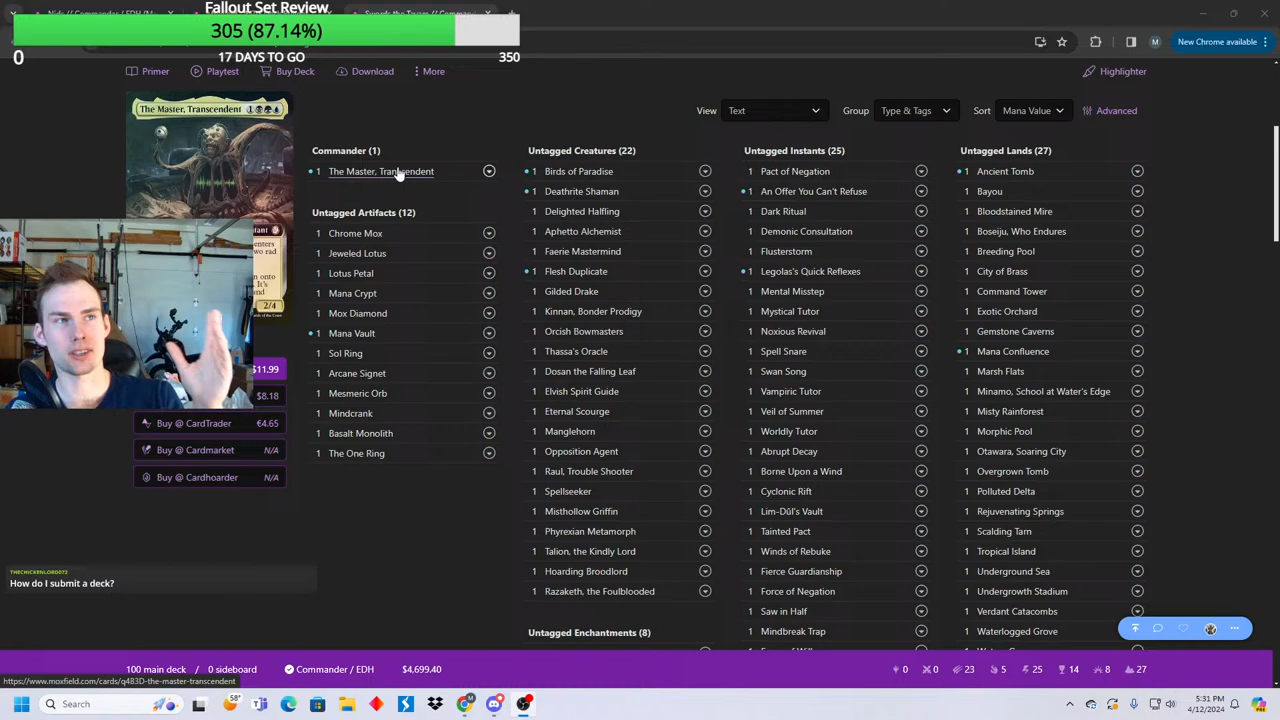 Fallout Set Review
305 (87.14%)
0
17 DAYS TO GO
350
New Chrome available
Primer
Playtest
Buy Deck
Download
More
Highlighter
The Master, Transcendent
View
Text
Group
Type & Tags
Sort
Mana Value
Advanced
Commander (1)
1 The Master, Transcendent
Untagged Artifacts (12)
1 Chrome Mox
1 Jeweled Lotus
1 Lotus Petal
1 Mana Crypt
1 Mox Diamond
1 Mana Vault
1 Sol Ring
1 Arcane Signet
1 Mesmeric Orb
1 Mindcrank
1 Basalt Monolith
1 The One Ring
Untagged Creatures (22)
1 Birds of Paradise
1 Deathrite Shaman
1 Delighted Halfling
1 Aphetto Alchemist
1 Faerie Mastermind
1 Flesh Duplicate
1 Gilded Drake
1 Kinnan, Bonder Prodigy
1 Orcish Bowmasters
1 Thassa's Oracle
1 Dosan the Falling Leaf
1 Elvish Spirit Guide
1 Eternal Scourge
1 Manglehorn
1 Opposition Agent
1 Raul, Trouble Shooter
1 Spellseeker
1 Misthollow Griffin
1 Phyrexian Metamorph
1 Talion, the Kindly Lord
1 Hoarding Broodlord
1 Razaketh, the Foulblooded
Untagged Enchantments (8)
Untagged Instants (25)
1 Pact of Negation
1 An Offer You Can't Refuse
1 Dark Ritual
1 Demonic Consultation
1 Flusterstorm
1 Legolas's Quick Reflexes
1 Mental Misstep
1 Mystical Tutor
1 Noxious Revival
1 Spell Snare
1 Swan Song
1 Vampiric Tutor
1 Veil of Summer
1 Worldly Tutor
1 Abrupt Decay
1 Borne Upon a Wind
1 Cyclonic Rift
1 Lim-Dûl's Vault
1 Tainted Pact
1 Winds of Rebuke
1 Fierce Guardianship
1 Force of Negation
1 Saw in Half
1 Mindbreak Trap
Untagged Lands (27)
1 Ancient Tomb
1 Bayou
1 Bloodstained Mire
1 Boseiju, Who Endures
1 Breeding Pool
1 City of Brass
1 Command Tower
1 Exotic Orchard
1 Gemstone Caverns
1 Mana Confluence
1 Marsh Flats
1 Minamo, School at Water's Edge
1 Misty Rainforest
1 Morphic Pool
1 Otawara, Soaring City
1 Overgrown Tomb
1 Polluted Delta
1 Rejuvenating Springs
1 Scalding Tarn
1 Tropical Island
1 Underground Sea
1 Undergrowth Stadium
1 Verdant Catacombs
1 Waterlogged Grove
2/4
$11.99
$8.18
Buy @ CardTrader €4.65
Buy @ Cardmarket N/A
Buy @ Cardhoarder N/A
THECHICKENLORD072
How do I submit a deck?
100 main deck / 0 sideboard
Commander / EDH
$4,699.40
0
0
23
5
25
14
8
27
https://www.moxfield.com/cards/q483D-the-master-transcendent
Search
58°
5:31 PM
4/12/2024